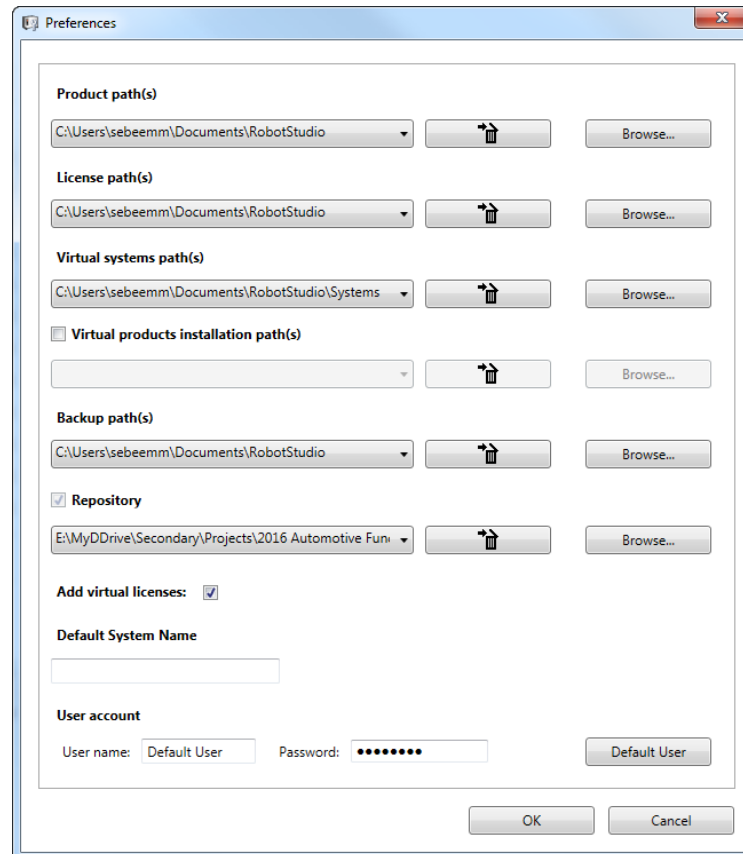 Preferences
Product path(s)
C:\Users\sebeemm\Documents\RobotStudio
Browse...
License path(s)
C:\Users\sebeemm\Documents\RobotStudio
Browse...
Virtual systems path(s)
C:\Users\sebeemm\Documents\RobotStudio\Systems
Browse...
Virtual products installation path(s)
Browse...
Backup path(s)
C:\Users\sebeemm\Documents\RobotStudio
Browse...
Repository
E:\MyDDrive\Secondary\Projects\2016 Automotive Fun
Browse...
Add virtual licenses:
Default System Name
User account
User name: Default User Password: ●●●●●●●● Default User
OK Cancel